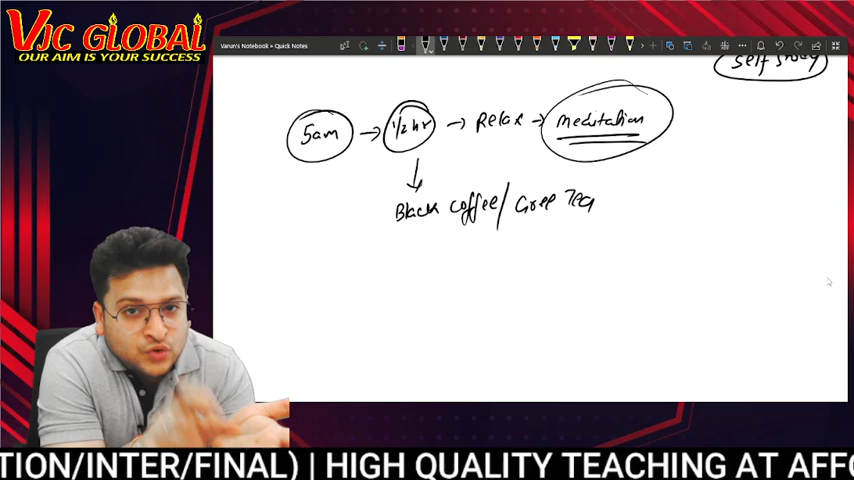 VJC GLOBAL
OUR AIM IS YOUR SUCCESS
Varun's Notebook » Quick Notes
Self Study
5am → 1/2 hr → Relax → Meditation
Black coffee/ Gree Tea
TION/INTER/FINAL) | HIGH QUALITY TEACHING AT AFFO